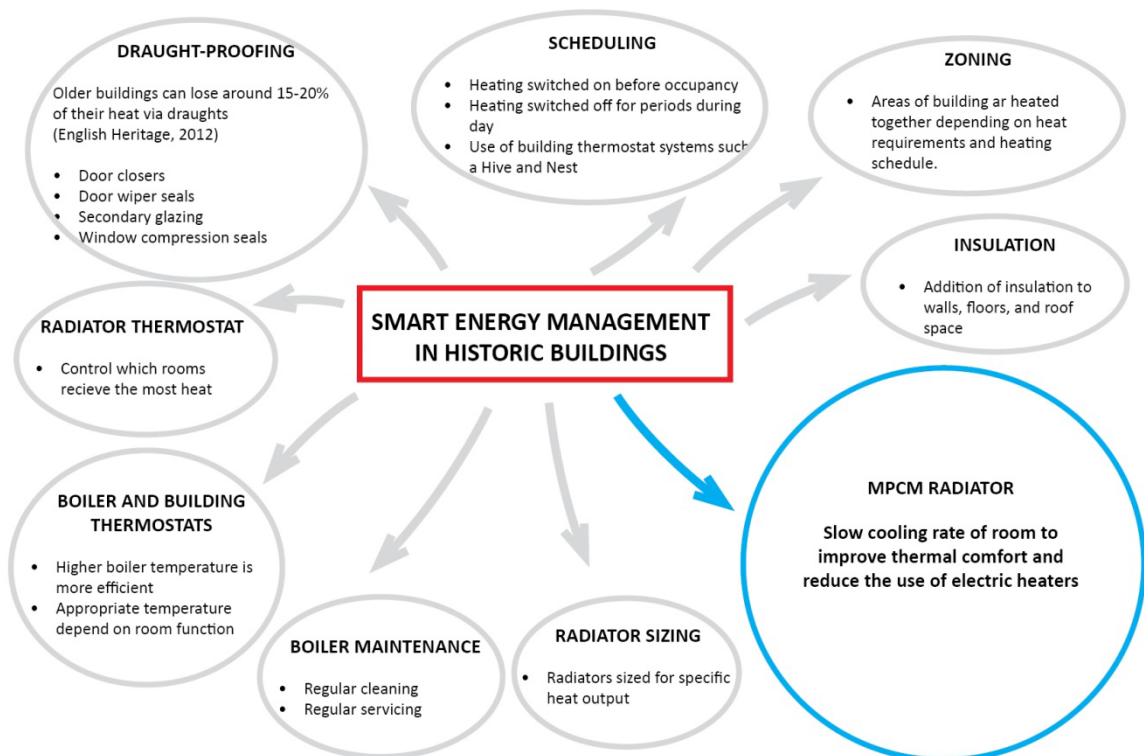 DRAUGHT-PROOFING
Older buildings can lose around 15-20%
of their heat via draughts
(English Heritage, 2012)
• Door closers
• Door wiper seals
• Secondary glazing
• Window compression seals
SCHEDULING
• Heating switched on before occupancy
• Heating switched off for periods during
day
• Use of building thermostat systems such
a Hive and Nest
ZONING
• Areas of building ar heated
together depending on heat
requirements and heating
schedule.
INSULATION
• Addition of insulation to
walls, floors, and roof
space
SMART ENERGY MANAGEMENT
IN HISTORIC BUILDINGS
RADIATOR THERMOSTAT
• Control which rooms
recieve the most heat
BOILER AND BUILDING
THERMOSTATS
• Higher boiler temperature is
more efficient
• Appropriate temperature
depend on room function
BOILER MAINTENANCE
• Regular cleaning
• Regular servicing
RADIATOR SIZING
• Radiators sized for specific
heat output
MPCM RADIATOR
Slow cooling rate of room to
improve thermal comfort and
reduce the use of electric heaters